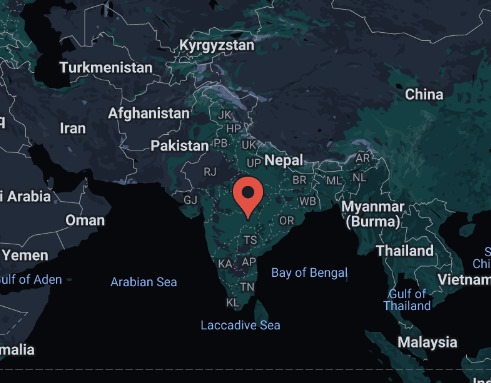 Kyrgyzstan
Turkmenistan
China
Afghanistan
JK
Iran
HP
PB
Pakistan
UK
Nepal
UP
AR
RJ
BR
ML
NL
i Arabia
GJ
WB
Myanmar
(Burma)
Oman
OR
TS
Thailand
Yemen
KA
AP
Bay of Bengal
Gulf of Aden
Arabian Sea
Vietnam
TN
Gulf of
Thailand
KL
Laccadive Sea
malia
Malaysia